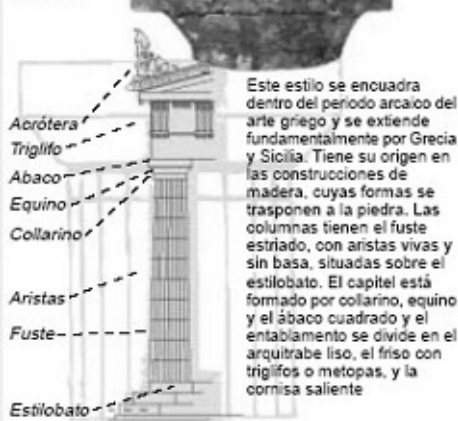 Acrótera
Triglifo
Abaco
Equino
Collarino
Aristas
Fuste
Estilobato
Este estilo se encuadra
dentro del periodo arcaico del
arte griego y se extiende
fundamentalmente por Grecia
y Sicilia. Tiene su origen en
las construcciones de
madera, cuyas formas se
trasponen a la piedra. Las
columnas tienen el fuste
estriado, con aristas vivas y
sin basa, situadas sobre el
estilobato. El capitel está
formado por collarino, equino
y el ábaco cuadrado y el
entablamento se divide en el
arquitrabe liso, el friso con
triglifos o metopas, y la
cornisa saliente